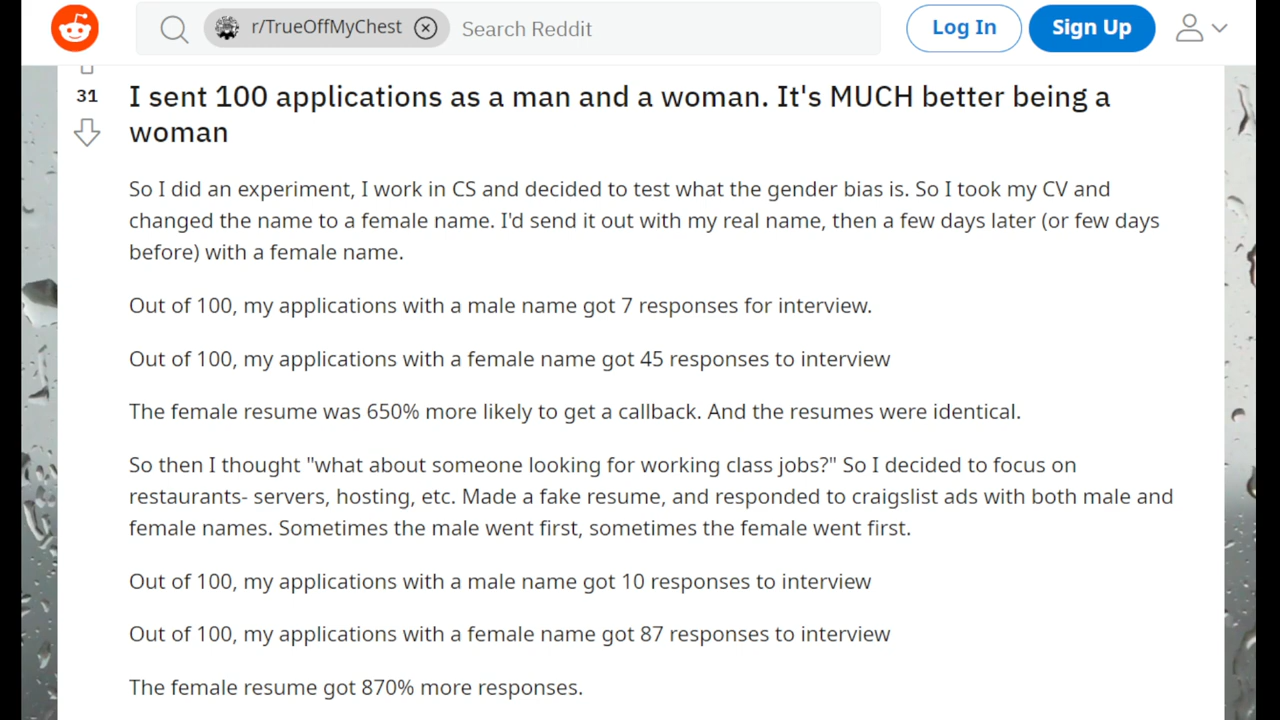 r/TrueOffMyChest
Search Reddit
Log In
Sign Up
31
I sent 100 applications as a man and a woman. It's MUCH better being a
woman
So I did an experiment, I work in CS and decided to test what the gender bias is. So I took my CV and
changed the name to a female name. I'd send it out with my real name, then a few days later (or few days
before) with a female name.
Out of 100, my applications with a male name got 7 responses for interview.
Out of 100, my applications with a female name got 45 responses to interview
The female resume was 650% more likely to get a callback. And the resumes were identical.
So then I thought "what about someone looking for working class jobs?" So I decided to focus on
restaurants- servers, hosting, etc. Made a fake resume, and responded to craigslist ads with both male and
female names. Sometimes the male went first, sometimes the female went first.
Out of 100, my applications with a male name got 10 responses to interview
Out of 100, my applications with a female name got 87 responses to interview
The female resume got 870% more responses.